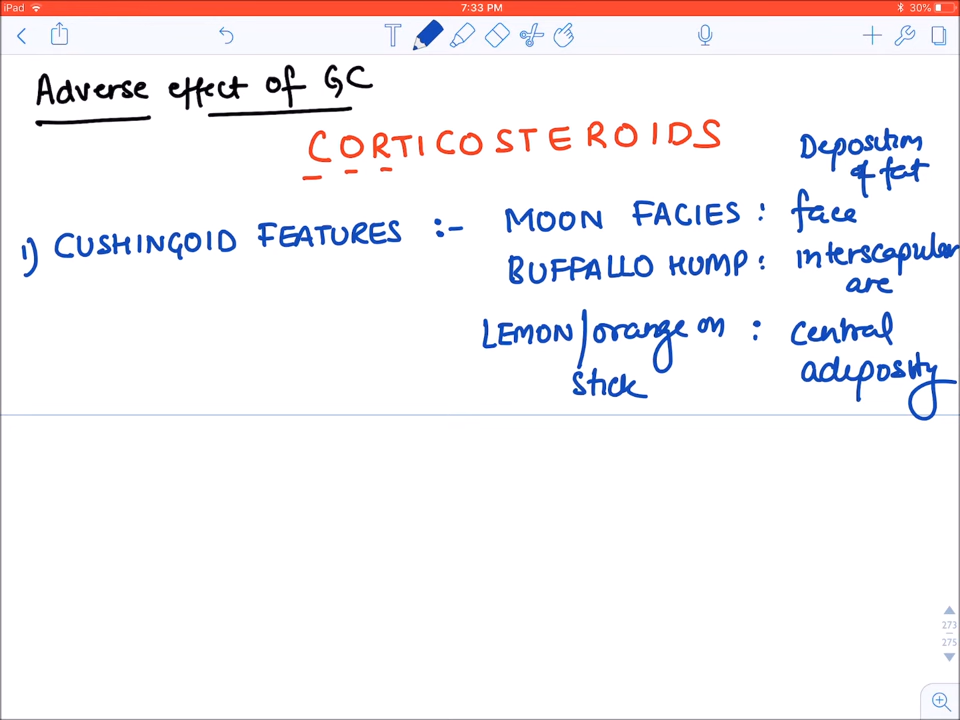 iPad
7:33 PM
30%
T
Adverse effect of GC
CORTICOSTEROIDS
Deposition
of fat
1) CUSHINGOID FEATURES :- MOON FACIES : face
BUFFALLO HUMP : interscapular
are
LEMON/orange on : central
stick adeposity
273
275